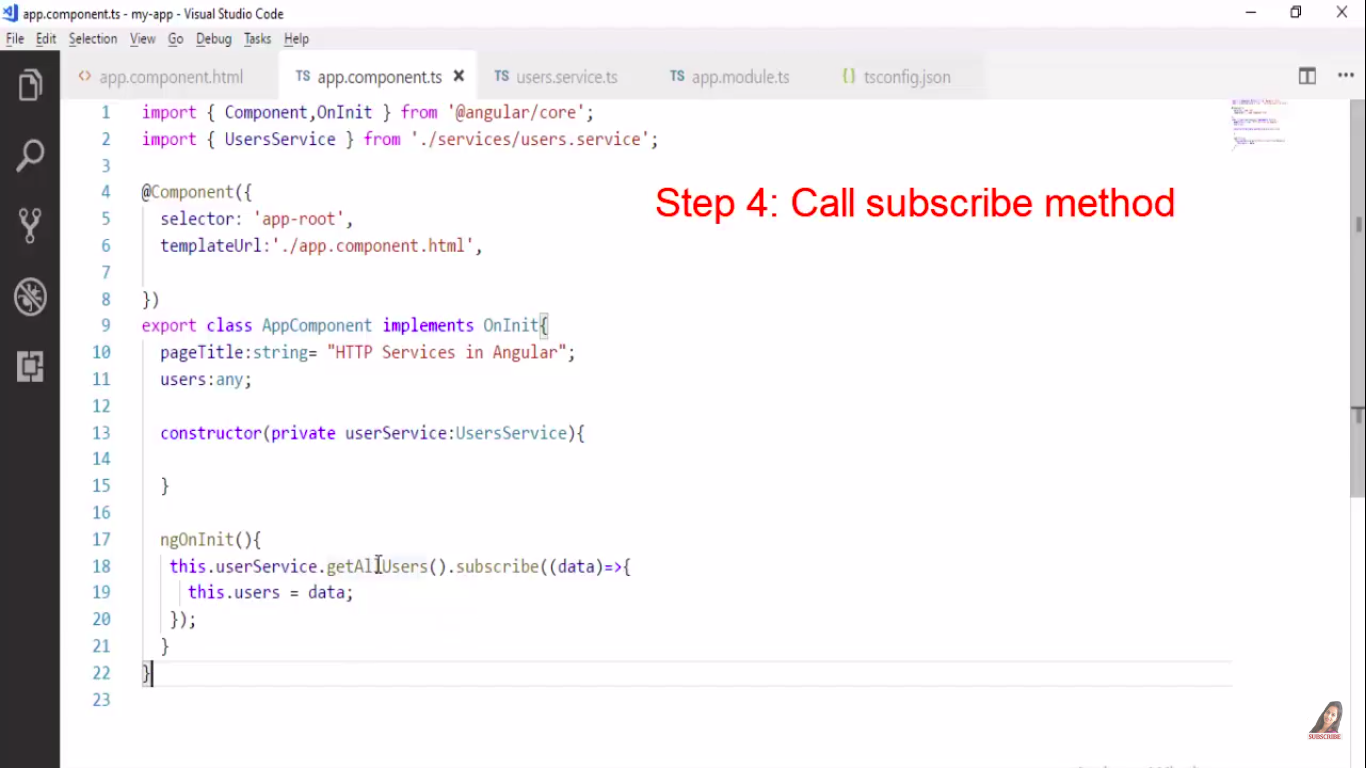 app.component.ts - my-app - Visual Studio Code
File Edit Selection View Go Debug Tasks Help
<> app.component.html TS app.component.ts × TS users.service.ts TS app.module.ts {} tsconfig.json
1 import { Component,OnInit } from '@angular/core';
2 import { UsersService } from './services/users.service';
3
4 @Component({
Step 4: Call subscribe method
5 selector: 'app-root',
6 templateUrl:'./app.component.html',
7
8 })
9 export class AppComponent implements OnInit{
10 pageTitle:string= "HTTP Services in Angular";
11 users:any;
12
13 constructor(private userService:UsersService){
14
15 }
16
17 ngOnInit(){
18 this.userService.getAllUsers().subscribe((data)=>{
19 this.users = data;
20 });
21 }
22 }
23
SUBSCRIBE